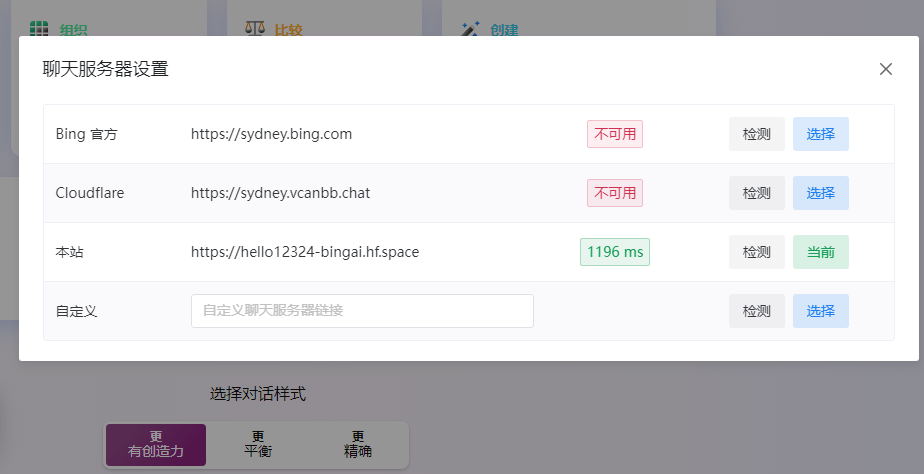 组织 比较 创建
聊天服务器设置
Bing 官方 https://sydney.bing.com 不可用 检测 选择
Cloudflare https://sydney.vcanbb.chat 不可用 检测 选择
本站 https://hello12324-bingai.hf.space 1196 ms 检测 当前
自定义 自定义聊天服务器链接 检测 选择
选择对话样式
更 更 更
有创造力 平衡 精确